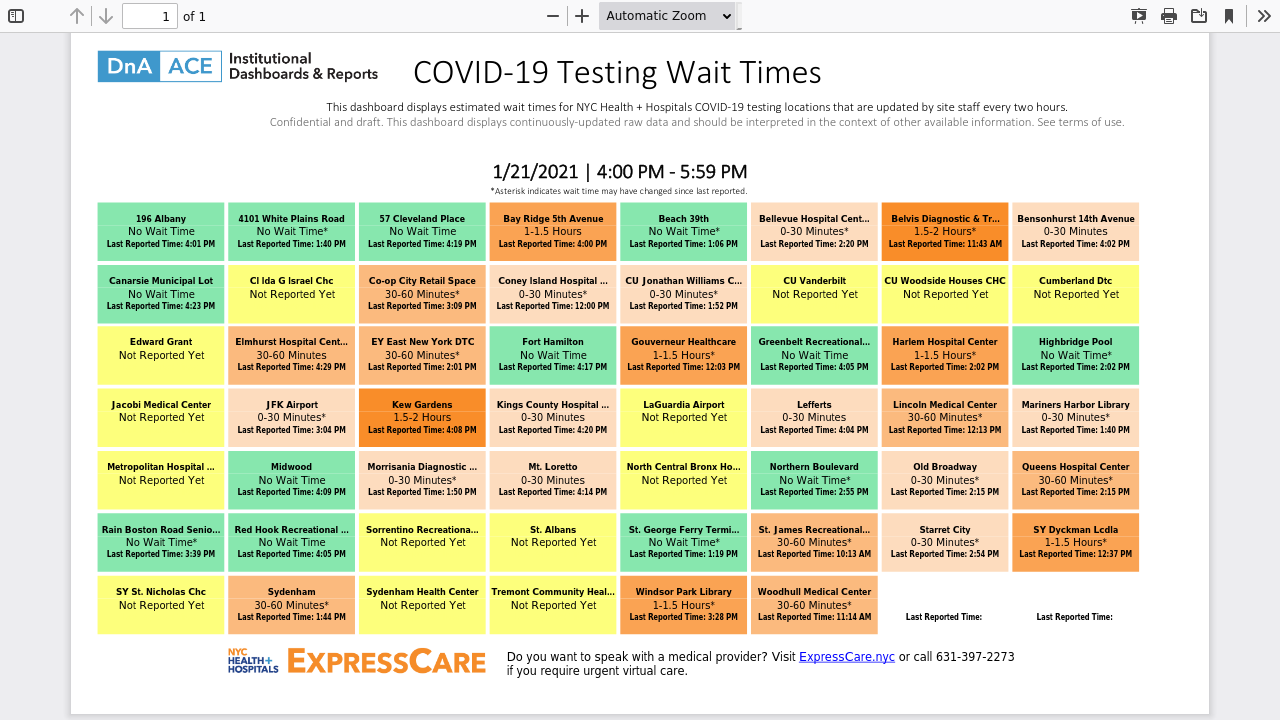 1
of 1
Automatic Zoom
DnA ACE
Institutional
Dashboards & Reports
COVID-19 Testing Wait Times
This dashboard displays estimated wait times for NYC Health + Hospitals COVID-19 testing locations that are updated by site staff every two hours.
Confidential and draft. This dashboard displays continuously-updated raw data and should be interpreted in the context of other available information. See terms of use.
1/21/2021 | 4:00 PM - 5:59 PM
*Asterisk indicates wait time may have changed since last reported.
196 Albany
No Wait Time
Last Reported Time: 4:01 PM
4101 White Plains Road
No Wait Time*
Last Reported Time: 1:40 PM
57 Cleveland Place
No Wait Time
Last Reported Time: 4:19 PM
Bay Ridge 5th Avenue
1-1.5 Hours
Last Reported Time: 4:00 PM
Beach 39th
No Wait Time*
Last Reported Time: 1:06 PM
Bellevue Hospital Cent...
0-30 Minutes*
Last Reported Time: 2:20 PM
Belvis Diagnostic & Tr...
1.5-2 Hours*
Last Reported Time: 11:43 AM
Bensonhurst 14th Avenue
0-30 Minutes
Last Reported Time: 4:02 PM
Canarsie Municipal Lot
No Wait Time
Last Reported Time: 4:23 PM
Cl Ida G Israel Chc
Not Reported Yet
Co-op City Retail Space
30-60 Minutes*
Last Reported Time: 3:09 PM
Coney Island Hospital ...
0-30 Minutes*
Last Reported Time: 12:00 PM
CU Jonathan Williams C...
0-30 Minutes*
Last Reported Time: 1:52 PM
CU Vanderbilt
Not Reported Yet
CU Woodside Houses CHC
Not Reported Yet
Cumberland Dtc
Not Reported Yet
Edward Grant
Not Reported Yet
Elmhurst Hospital Cent...
30-60 Minutes
Last Reported Time: 4:29 PM
EY East New York DTC
30-60 Minutes*
Last Reported Time: 2:01 PM
Fort Hamilton
No Wait Time
Last Reported Time: 4:17 PM
Gouverneur Healthcare
1-1.5 Hours*
Last Reported Time: 12:03 PM
Greenbelt Recreational...
No Wait Time
Last Reported Time: 4:05 PM
Harlem Hospital Center
1-1.5 Hours*
Last Reported Time: 2:02 PM
Highbridge Pool
No Wait Time*
Last Reported Time: 2:02 PM
Jacobi Medical Center
Not Reported Yet
JFK Airport
0-30 Minutes*
Last Reported Time: 3:04 PM
Kew Gardens
1.5-2 Hours
Last Reported Time: 4:08 PM
Kings County Hospital ...
0-30 Minutes
Last Reported Time: 4:20 PM
LaGuardia Airport
Not Reported Yet
Lefferts
0-30 Minutes
Last Reported Time: 4:04 PM
Lincoln Medical Center
30-60 Minutes*
Last Reported Time: 12:13 PM
Mariners Harbor Library
0-30 Minutes*
Last Reported Time: 1:40 PM
Metropolitan Hospital ...
Not Reported Yet
Midwood
No Wait Time
Last Reported Time: 4:09 PM
Morrisania Diagnostic ...
0-30 Minutes*
Last Reported Time: 1:50 PM
Mt. Loretto
0-30 Minutes
Last Reported Time: 4:14 PM
North Central Bronx Ho...
Not Reported Yet
Northern Boulevard
No Wait Time*
Last Reported Time: 2:55 PM
Old Broadway
0-30 Minutes*
Last Reported Time: 2:15 PM
Queens Hospital Center
30-60 Minutes*
Last Reported Time: 2:15 PM
Rain Boston Road Senio...
No Wait Time*
Last Reported Time: 3:39 PM
Red Hook Recreational ...
No Wait Time
Last Reported Time: 4:05 PM
Sorrentino Recreationa...
Not Reported Yet
St. Albans
Not Reported Yet
St. George Ferry Termi...
No Wait Time*
Last Reported Time: 1:19 PM
St. James Recreational...
30-60 Minutes*
Last Reported Time: 10:13 AM
Starret City
0-30 Minutes*
Last Reported Time: 2:54 PM
SY Dyckman Lcdla
1-1.5 Hours*
Last Reported Time: 12:37 PM
SY St. Nicholas Chc
Not Reported Yet
Sydenham
30-60 Minutes*
Last Reported Time: 1:44 PM
Sydenham Health Center
Not Reported Yet
Tremont Community Heal...
Not Reported Yet
Windsor Park Library
1-1.5 Hours*
Last Reported Time: 3:28 PM
Woodhull Medical Center
30-60 Minutes*
Last Reported Time: 11:14 AM
Last Reported Time:
Last Reported Time:
NYC
HEALTH+
HOSPITALS
EXPRESSCARE
Do you want to speak with a medical provider? Visit ExpressCare.nyc or call 631-397-2273
if you require urgent virtual care.